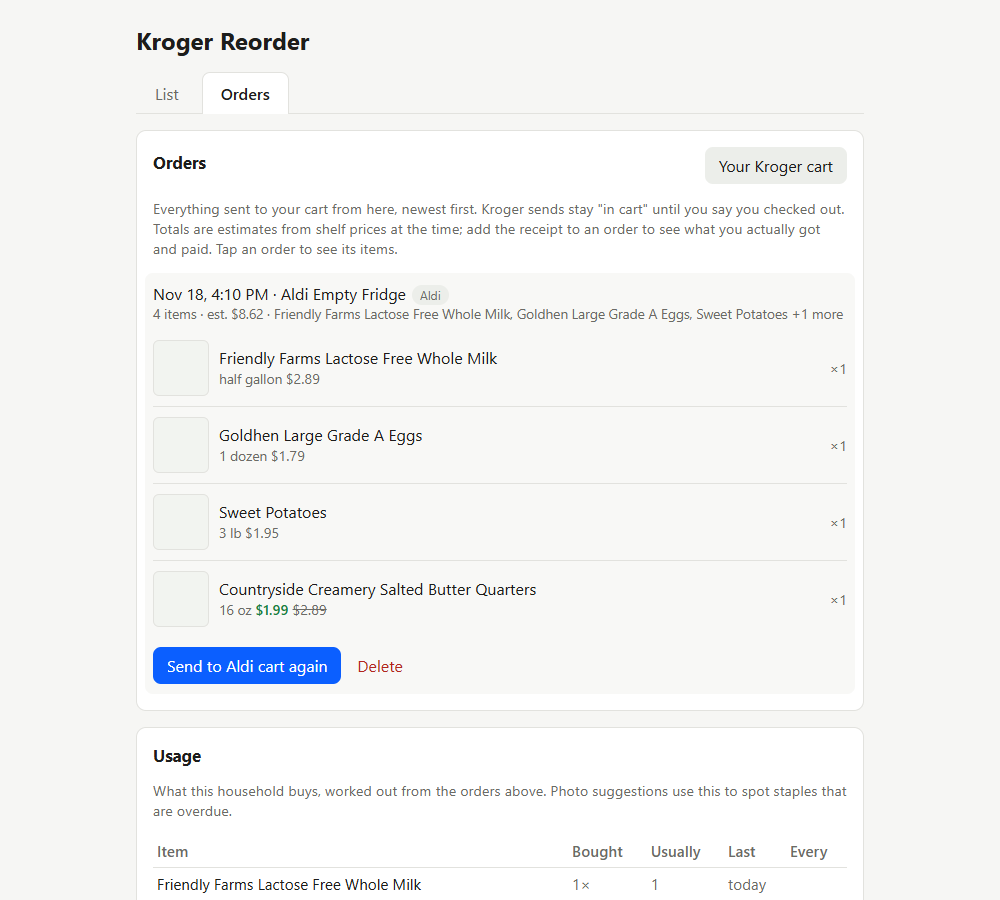 Kroger Reorder
List
Orders
Orders
Your Kroger cart
Everything sent to your cart from here, newest first. Kroger sends stay "in cart" until you say you checked out.
Totals are estimates from shelf prices at the time; add the receipt to an order to see what you actually got
and paid. Tap an order to see its items.
Nov 18, 4:10 PM · Aldi Empty Fridge Aldi
4 items · est. $8.62 · Friendly Farms Lactose Free Whole Milk, Goldhen Large Grade A Eggs, Sweet Potatoes +1 more
Friendly Farms Lactose Free Whole Milk
half gallon $2.89
×1
Goldhen Large Grade A Eggs
1 dozen $1.79
×1
Sweet Potatoes
3 lb $1.95
×1
Countryside Creamery Salted Butter Quarters
16 oz $1.99 $2.89
×1
Send to Aldi cart again
Delete
Usage
What this household buys, worked out from the orders above. Photo suggestions use this to spot staples that
are overdue.
Item Bought Usually Last Every
Friendly Farms Lactose Free Whole Milk 1× 1 today